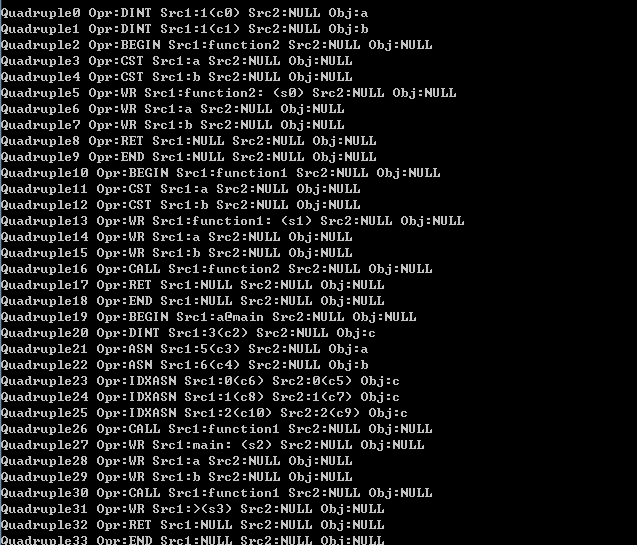 Quadruple0 Opr:DINT Src1:1(c0) Src2:NULL Obj:a
Quadruple1 Opr:DINT Src1:1(c1) Src2:NULL Obj:b
Quadruple2 Opr:BEGIN Src1:function2 Src2:NULL Obj:NULL
Quadruple3 Opr:CST Src1:a Src2:NULL Obj:NULL
Quadruple4 Opr:CST Src1:b Src2:NULL Obj:NULL
Quadruple5 Opr:WR Src1:function2: (s0) Src2:NULL Obj:NULL
Quadruple6 Opr:WR Src1:a Src2:NULL Obj:NULL
Quadruple7 Opr:WR Src1:b Src2:NULL Obj:NULL
Quadruple8 Opr:RET Src1:NULL Src2:NULL Obj:NULL
Quadruple9 Opr:END Src1:NULL Src2:NULL Obj:NULL
Quadruple10 Opr:BEGIN Src1:function1 Src2:NULL Obj:NULL
Quadruple11 Opr:CST Src1:a Src2:NULL Obj:NULL
Quadruple12 Opr:CST Src1:b Src2:NULL Obj:NULL
Quadruple13 Opr:WR Src1:function1: (s1) Src2:NULL Obj:NULL
Quadruple14 Opr:WR Src1:a Src2:NULL Obj:NULL
Quadruple15 Opr:WR Src1:b Src2:NULL Obj:NULL
Quadruple16 Opr:CALL Src1:function2 Src2:NULL Obj:NULL
Quadruple17 Opr:RET Src1:NULL Src2:NULL Obj:NULL
Quadruple18 Opr:END Src1:NULL Src2:NULL Obj:NULL
Quadruple19 Opr:BEGIN Src1:a@main Src2:NULL Obj:NULL
Quadruple20 Opr:DINT Src1:3(c2) Src2:NULL Obj:c
Quadruple21 Opr:ASN Src1:5(c3) Src2:NULL Obj:a
Quadruple22 Opr:ASN Src1:6(c4) Src2:NULL Obj:b
Quadruple23 Opr:IDXASN Src1:0(c6) Src2:0(c5) Obj:c
Quadruple24 Opr:IDXASN Src1:1(c8) Src2:1(c7) Obj:c
Quadruple25 Opr:IDXASN Src1:2(c10) Src2:2(c9) Obj:c
Quadruple26 Opr:CALL Src1:function1 Src2:NULL Obj:NULL
Quadruple27 Opr:WR Src1:main: (s2) Src2:NULL Obj:NULL
Quadruple28 Opr:WR Src1:a Src2:NULL Obj:NULL
Quadruple29 Opr:WR Src1:b Src2:NULL Obj:NULL
Quadruple30 Opr:CALL Src1:function1 Src2:NULL Obj:NULL
Quadruple31 Opr:WR Src1:>(s3) Src2:NULL Obj:NULL
Quadruple32 Opr:RET Src1:NULL Src2:NULL Obj:NULL
Quadruple33 Opr:END Src1:NULL Src2:NULL Obj:NULL